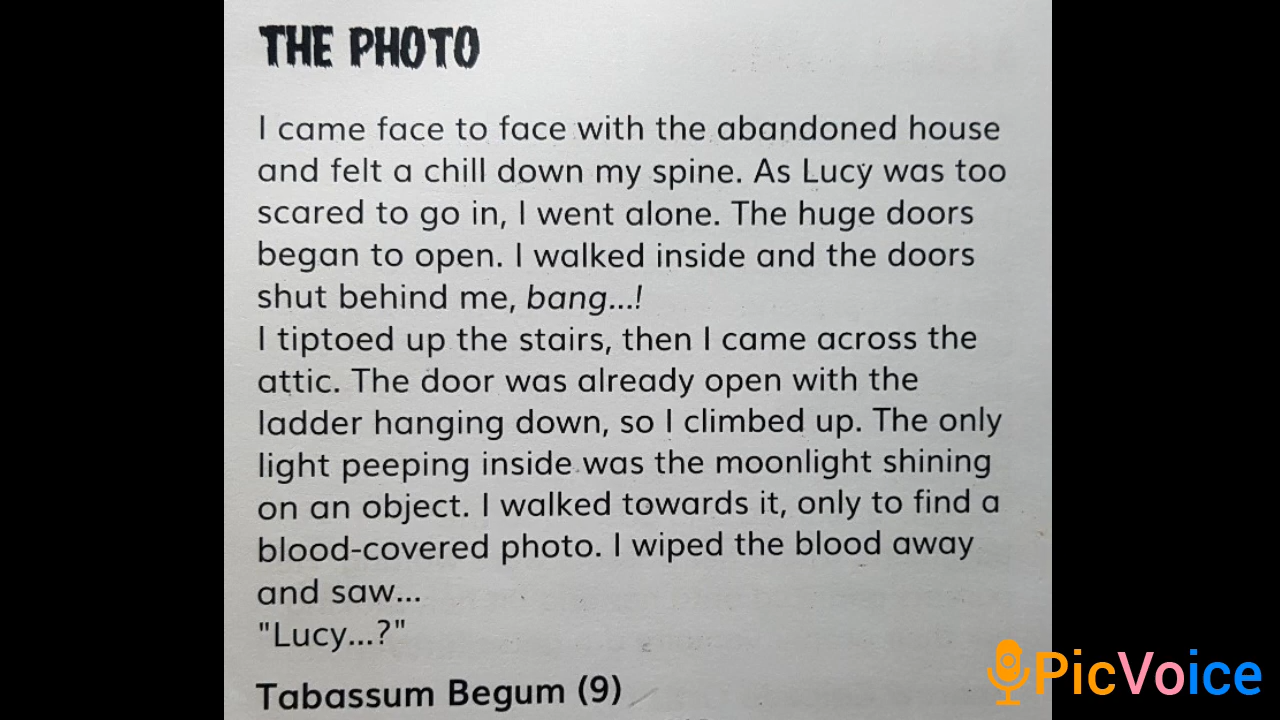 THE PHOTO
I came face to face with the abandoned house
and felt a chill down my spine. As Lucy was too
scared to go in, I went alone. The huge doors
began to open. I walked inside and the doors
shut behind me, bang...!
I tiptoed up the stairs, then I came across the
attic. The door was already open with the
ladder hanging down, so I climbed up. The only
light peeping inside was the moonlight shining
on an object. I walked towards it, only to find a
blood-covered photo. I wiped the blood away
and saw...
"Lucy...?"
Tabassum Begum (9)
PicVoice